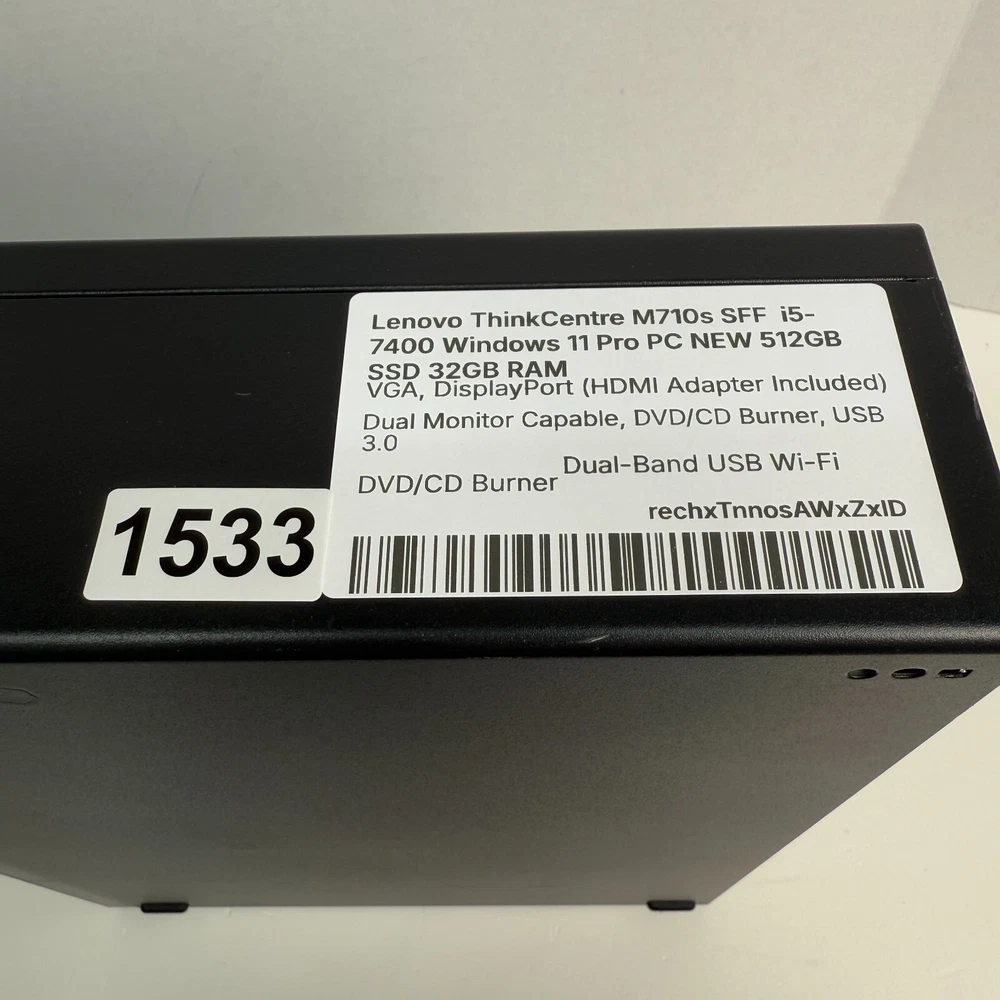 Lenovo ThinkCentre M710s SFF i5-
7400 Windows 11 Pro PC NEW 512GB
SSD 32GB RAM
VGA, DisplayPort (HDMI Adapter Included)
Dual Monitor Capable, DVD/CD Burner, USB
3.0
Dual-Band USB Wi-Fi
DVD/CD Burner
rechxTnnosAWxZxID
1533